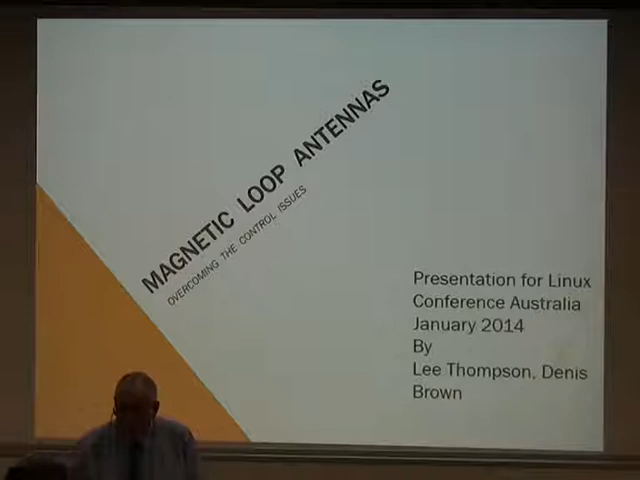 MAGNETIC LOOP ANTENNAS
OVERCOMING THE CONTROL ISSUES
Presentation for Linux
Conference Australia
January 2014
By
Lee Thompson, Denis
Brown